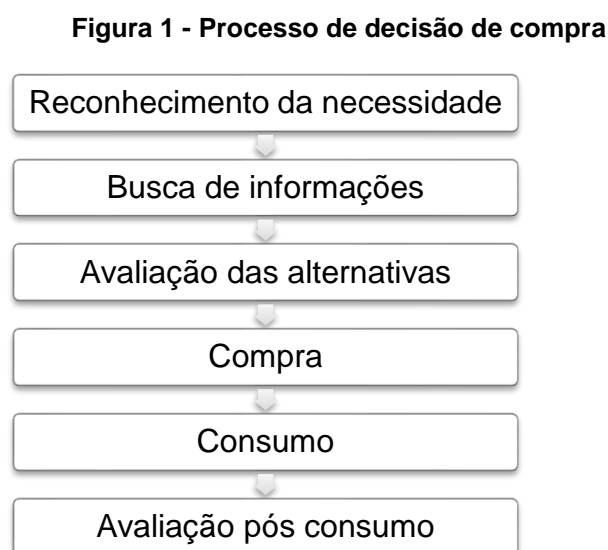 Figura 1 - Processo de decisão de compra
Reconhecimento da necessidade
Busca de informações
Avaliação das alternativas
Compra
Consumo
Avaliação pós consumo